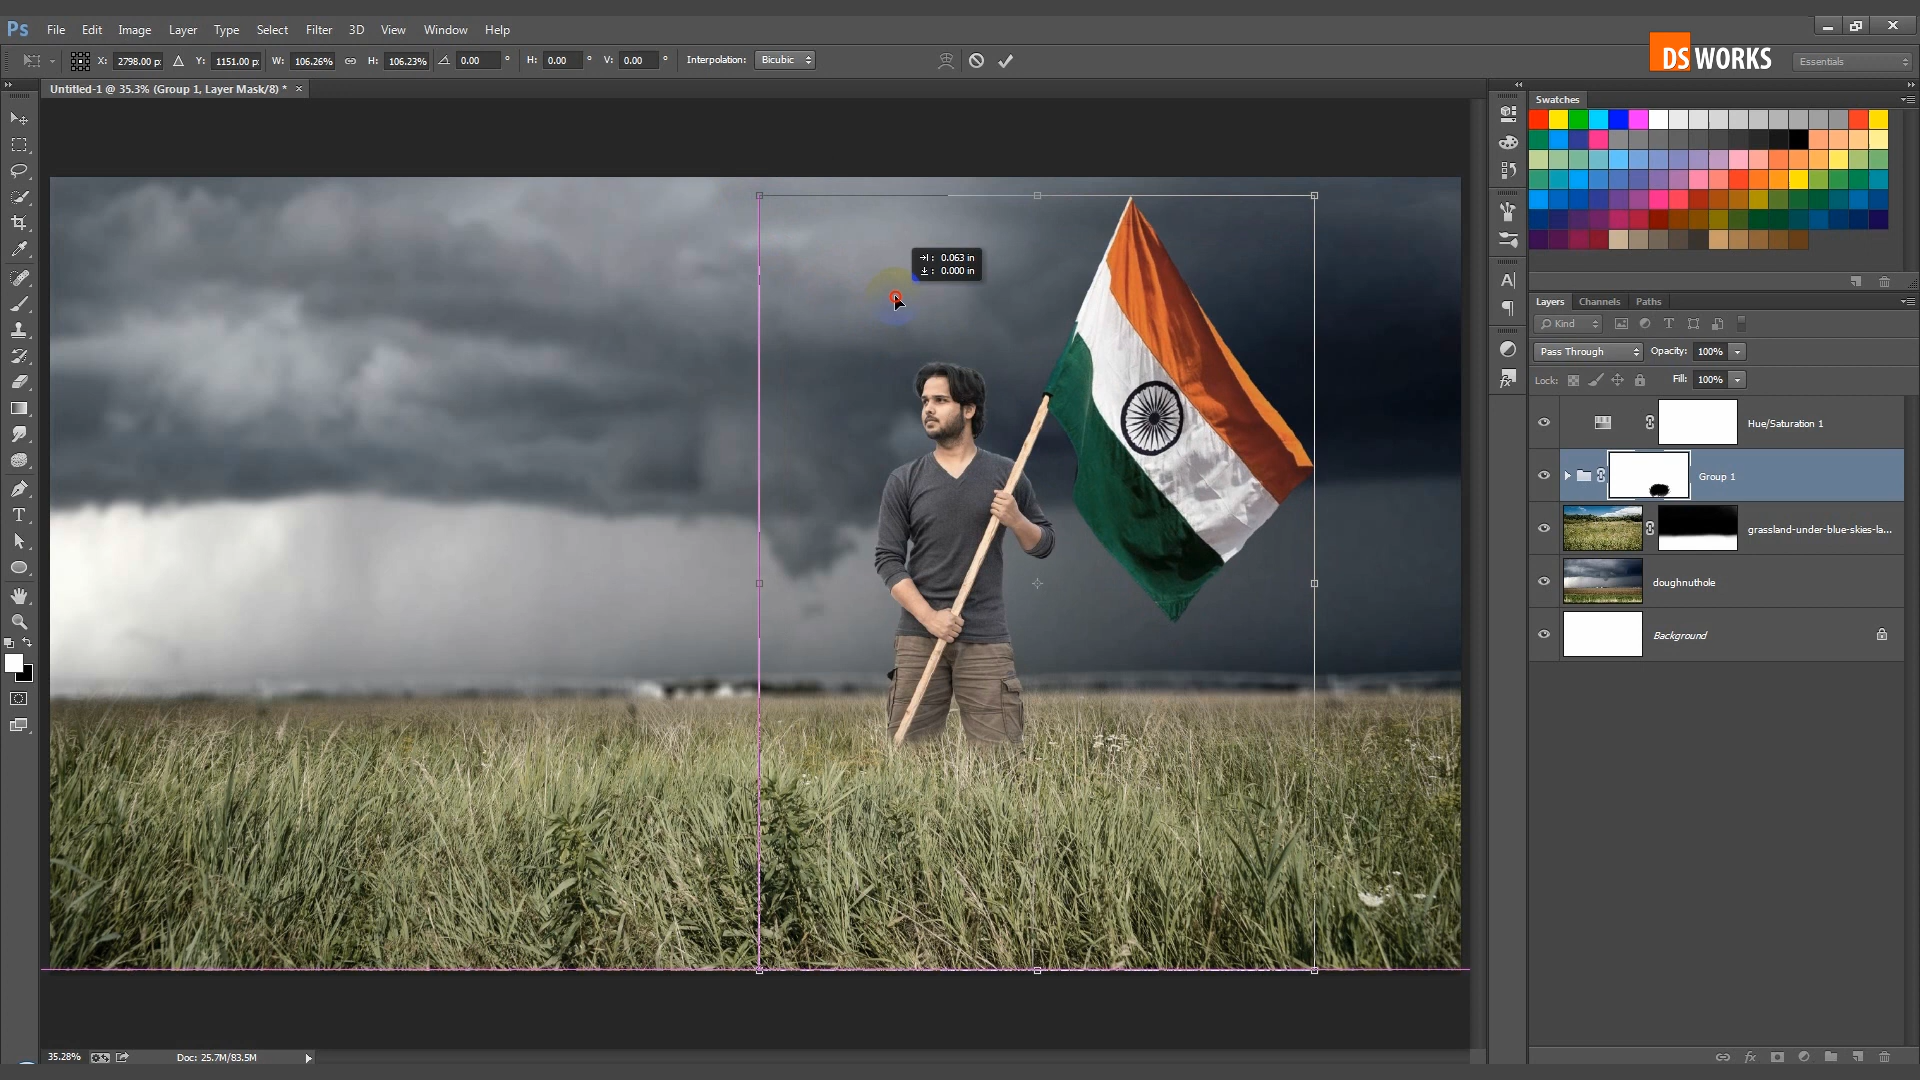 Ps File Edit Image Layer Type Select Filter 3D View Window Help
X: 2798.00 p: Y: 1151.00 p: W: 106.26% H: 106.23% 0.00 ° H: 0.00 ° V: 0.00 ° Interpolation: Bicubic
DS WORKS
Essentials
Untitled-1 @ 35.3% (Group 1, Layer Mask/8) * ×
Swatches
: 0.063 in
: 0.000 in
Layers Channels Paths
Kind
Pass Through Opacity: 100%
Lock: Fill: 100%
Hue/Saturation 1
Group 1
grassland-under-blue-skies-la...
doughnuthole
Background
35.28% Doc: 25.7M/83.5M